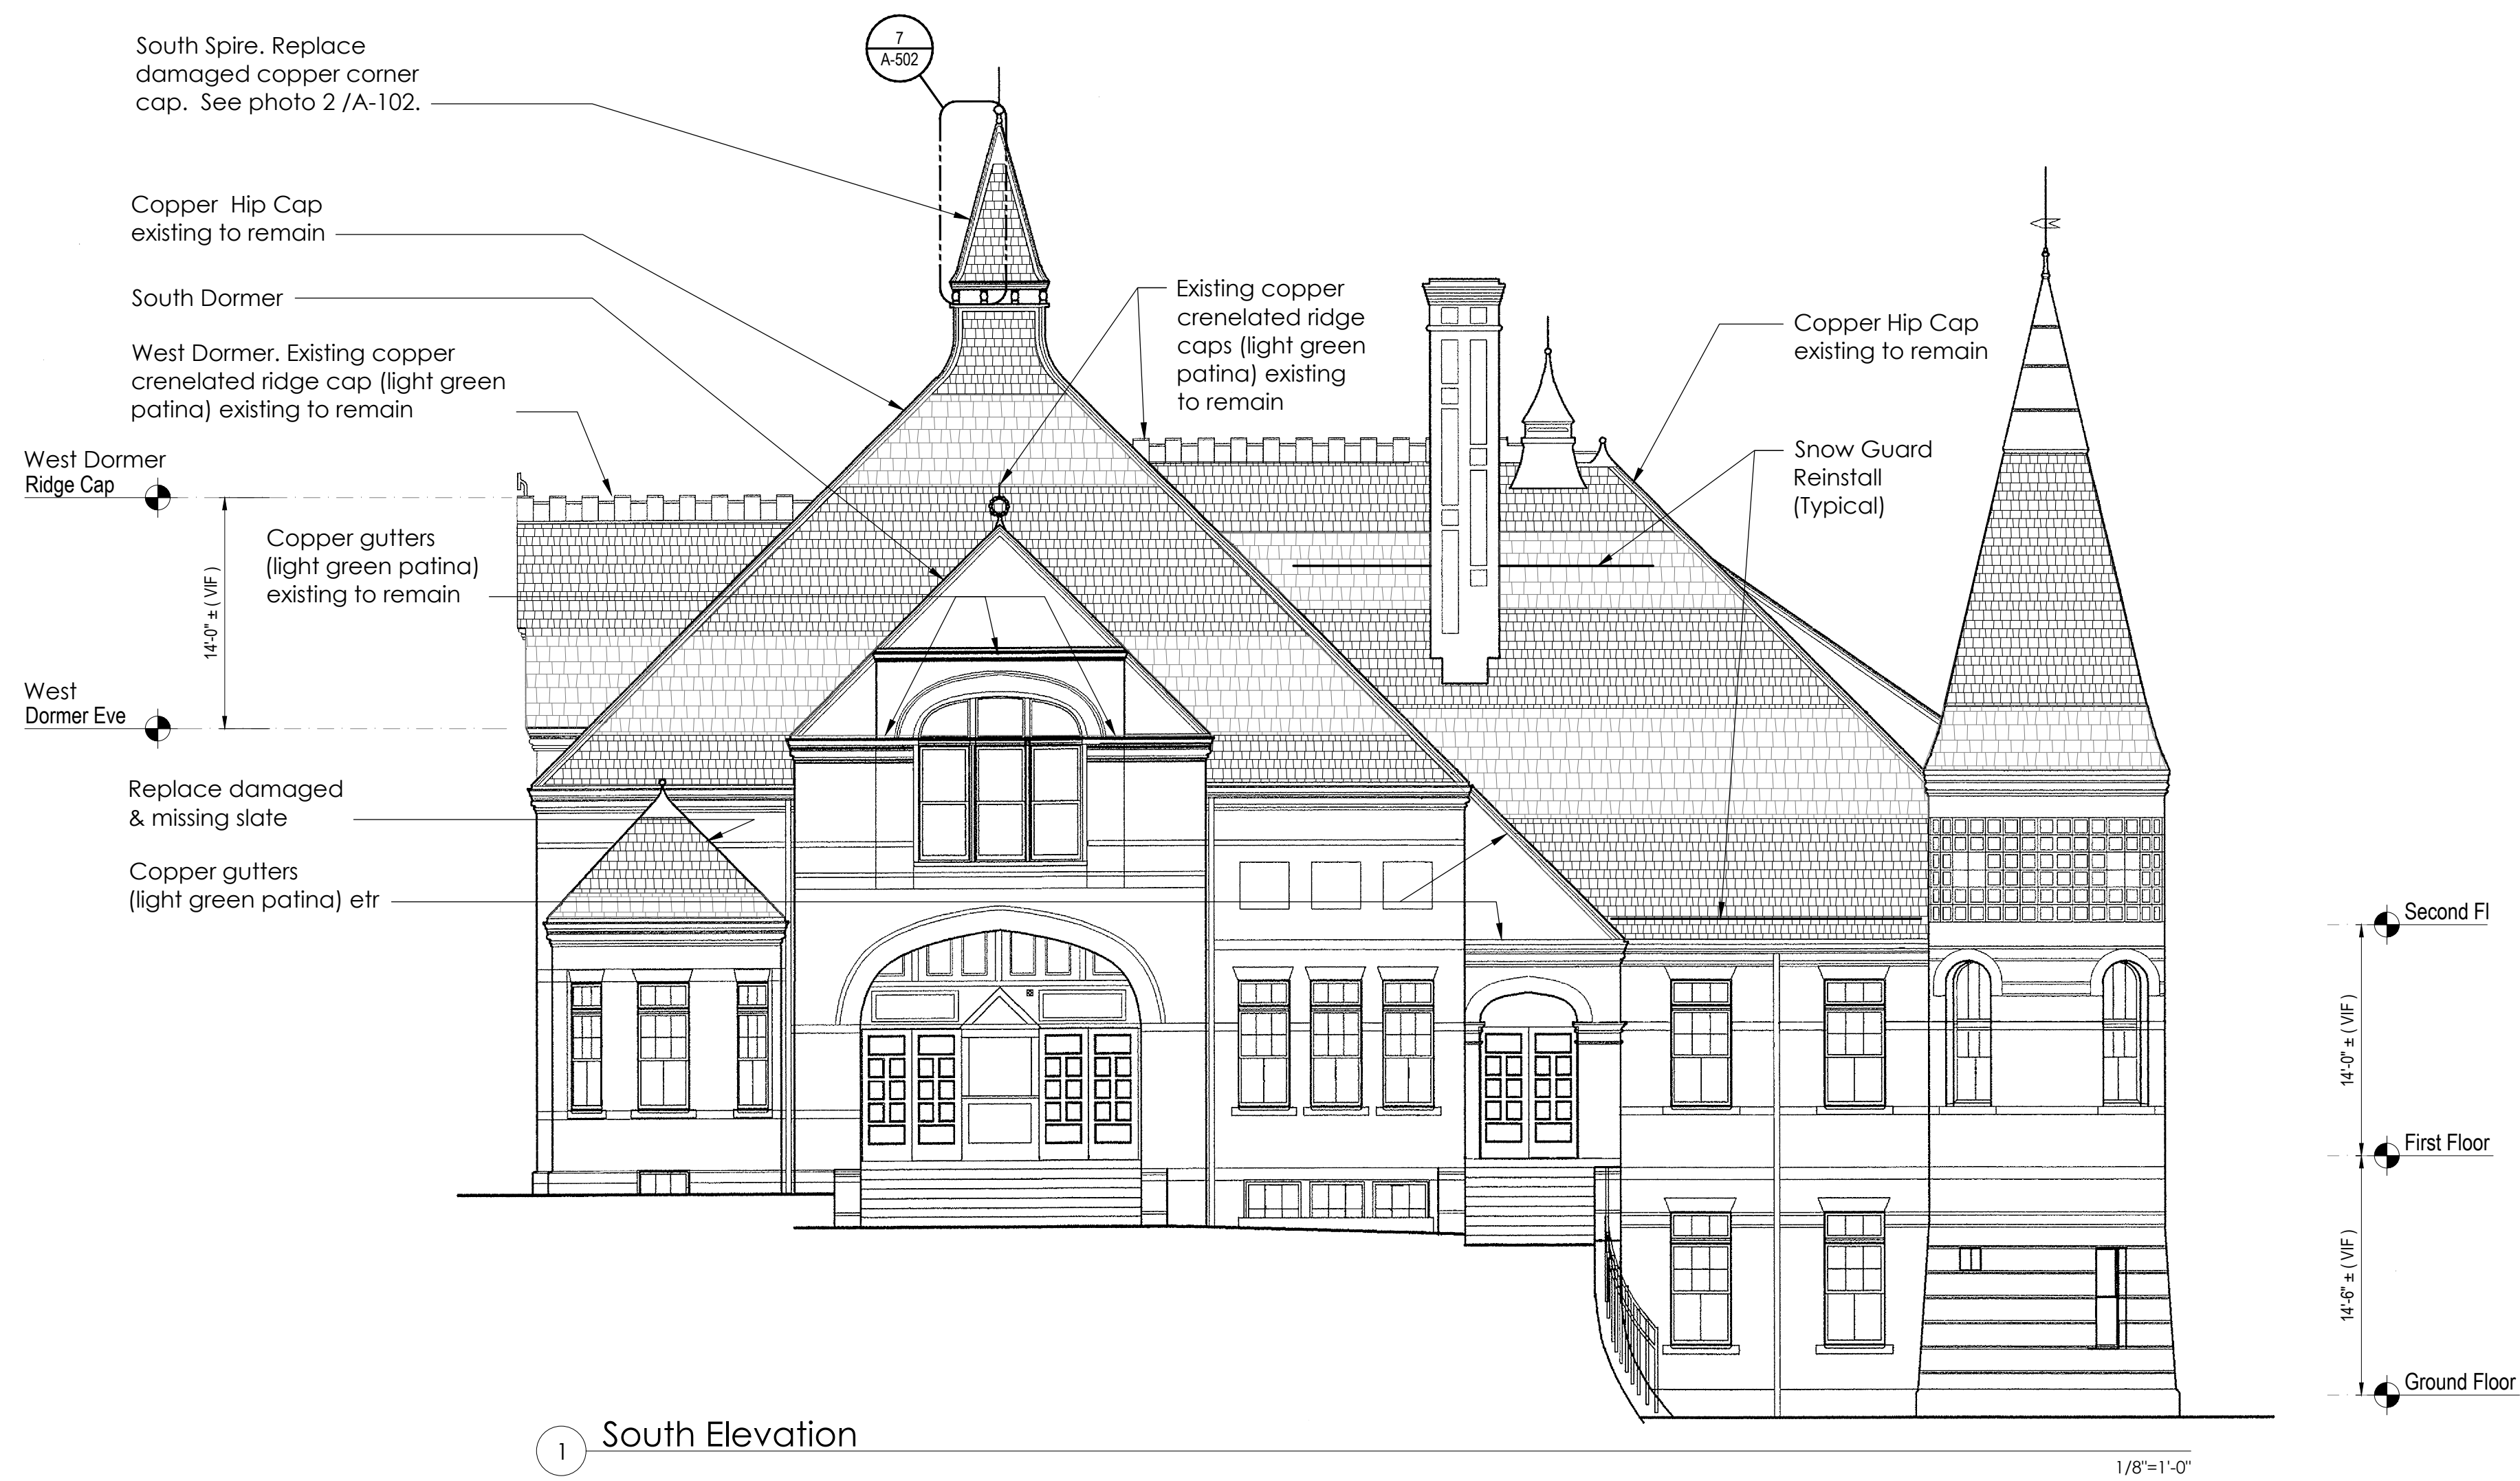 7
A-502
South Spire. Replace
damaged copper corner
cap.  See photo 2 /A-102.
Copper  Hip Cap
existing to remain
South Dormer
West Dormer. Existing copper
crenelated ridge cap (light green
patina) existing to remain
Existing copper
crenelated ridge
caps (light green
patina) existing
to remain
Copper Hip Cap
existing to remain
Snow Guard
Reinstall
(Typical)
West Dormer
Ridge Cap
Copper gutters
(light green patina)
existing to remain
14'-0" ± ( VIF )
West
Dormer Eve
Replace damaged
& missing slate
Copper gutters
(light green patina) etr
Second Fl
14'-0" ± ( VIF )
First Floor
14'-6" ± ( VIF )
Ground Floor
1
South Elevation
1/8"=1'-0"